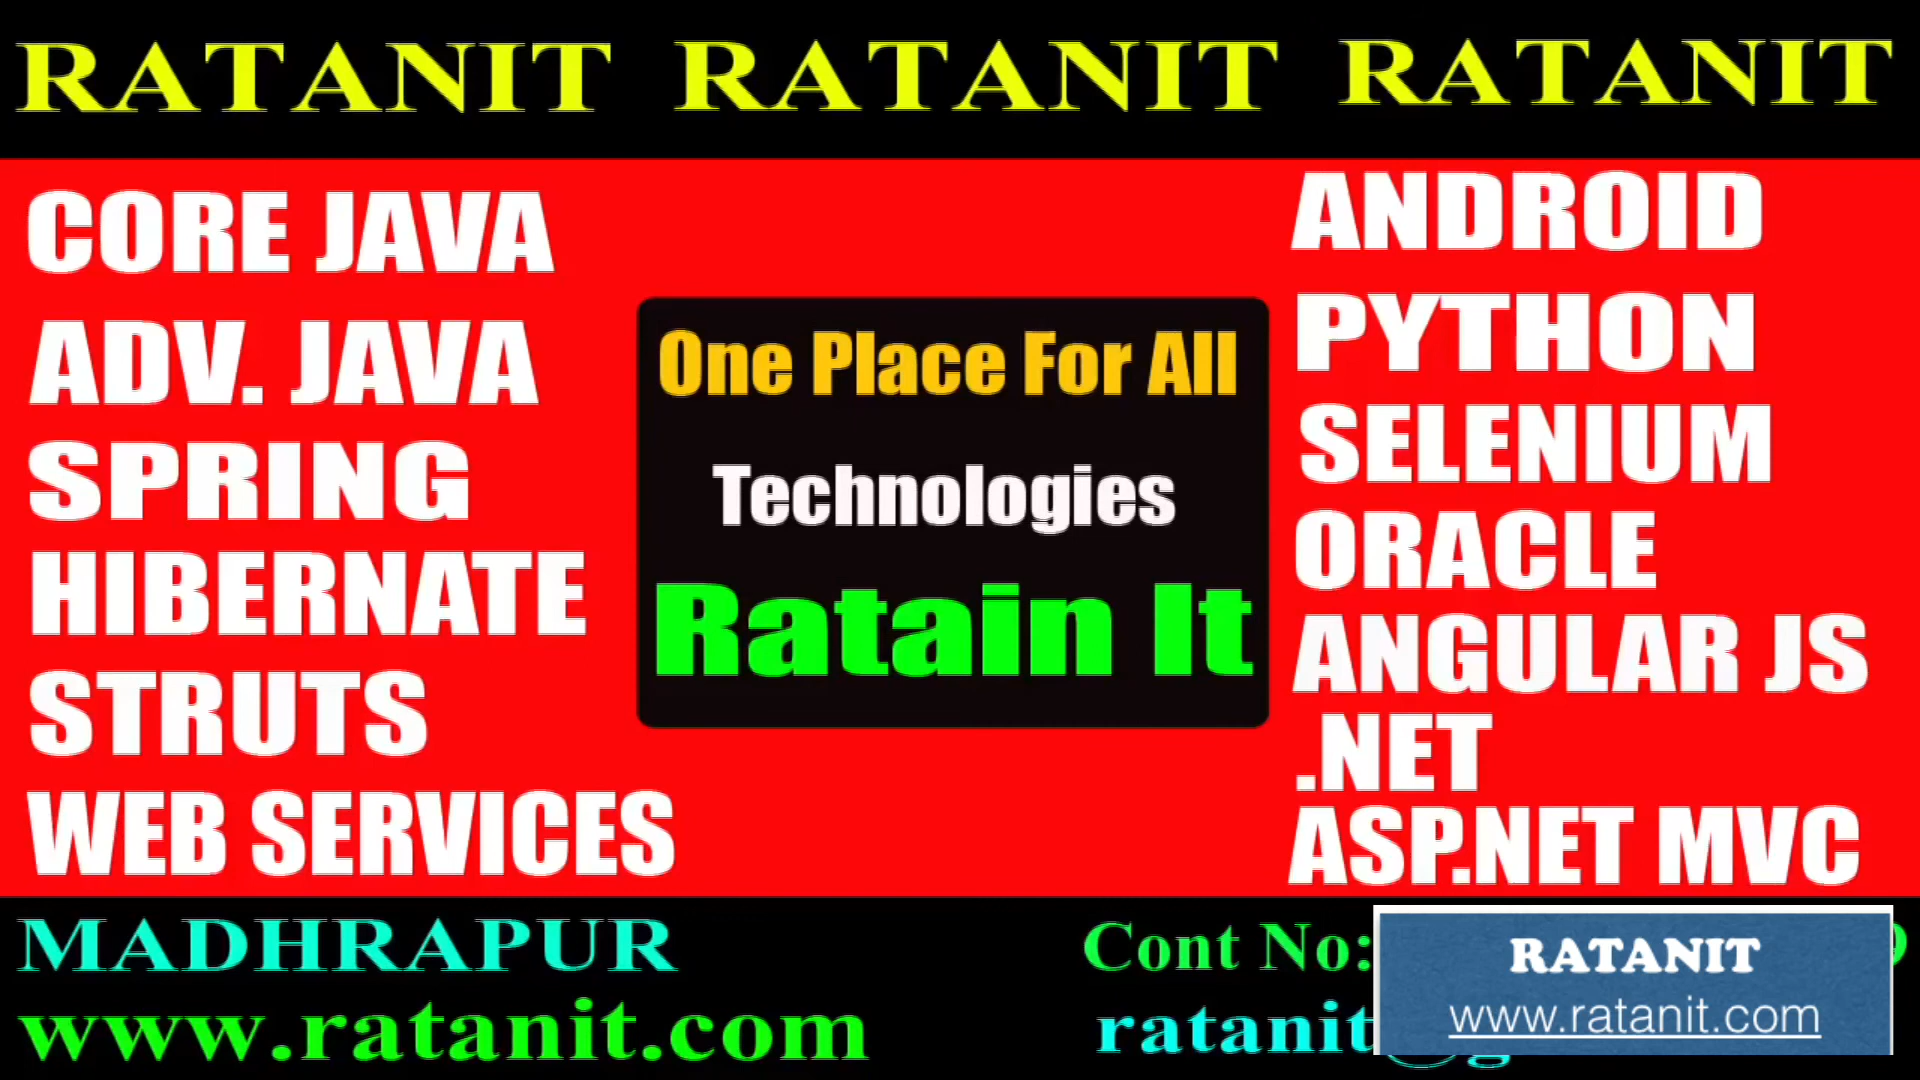 RATANIT RATANIT RATANIT
CORE JAVA
ADV. JAVA
SPRING
HIBERNATE
STRUTS
WEB SERVICES
One Place For All
Technologies
Ratain It
ANDROID
PYTHON
SELENIUM
ORACLE
ANGULAR JS
.NET
ASP.NET MVC
MADHRAPUR
www.ratanit.com
Cont No:
ratanit@g
RATANIT
www.ratanit.com